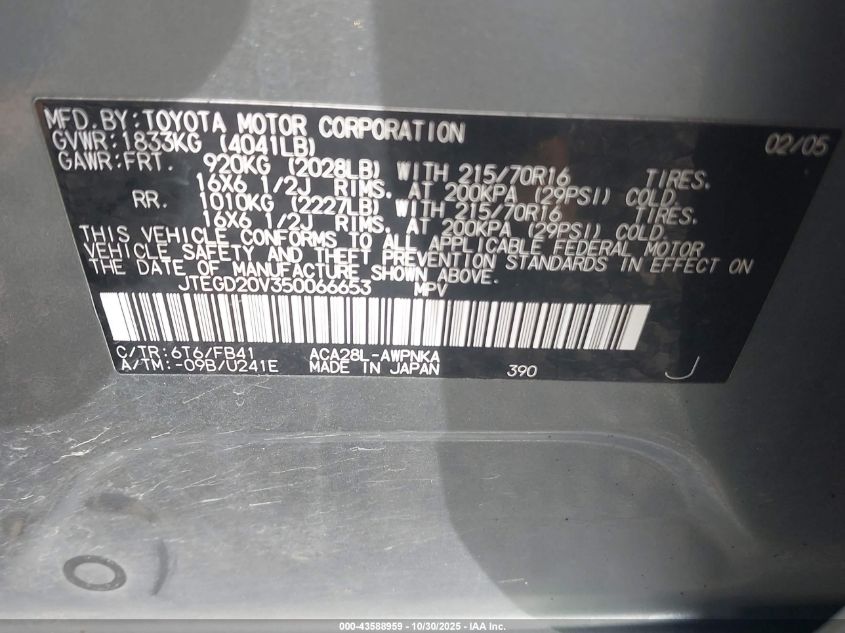 MFD. BY: TOYOTA MOTOR CORPORATION 02/05
GVWR: 1833KG (4041LB)
GAWR: FRT. 920KG (2028LB) WITH 215/70R16 TIRES.
16X6 1/2J RIMS. AT 200KPA (29PSI) COLD.
RR. 1010KG (2227LB) WITH 215/70R16 TIRES.
16X6 1/2J RIMS. AT 200KPA (29PSI) COLD.
THIS VEHICLE CONFORMS TO ALL APPLICABLE FEDERAL MOTOR
VEHICLE SAFETY AND THEFT PREVENTION STANDARDS IN EFFECT ON
THE DATE OF MANUFACTURE SHOWN ABOVE.
JTEGD20V350066653 MPV
C/TR: 6T6/FB41 ACA28L-AWPNKA
A/TM: -09B/U241E MADE IN JAPAN 390 J
000-43588959 - 10/30/2025 - IAA Inc.